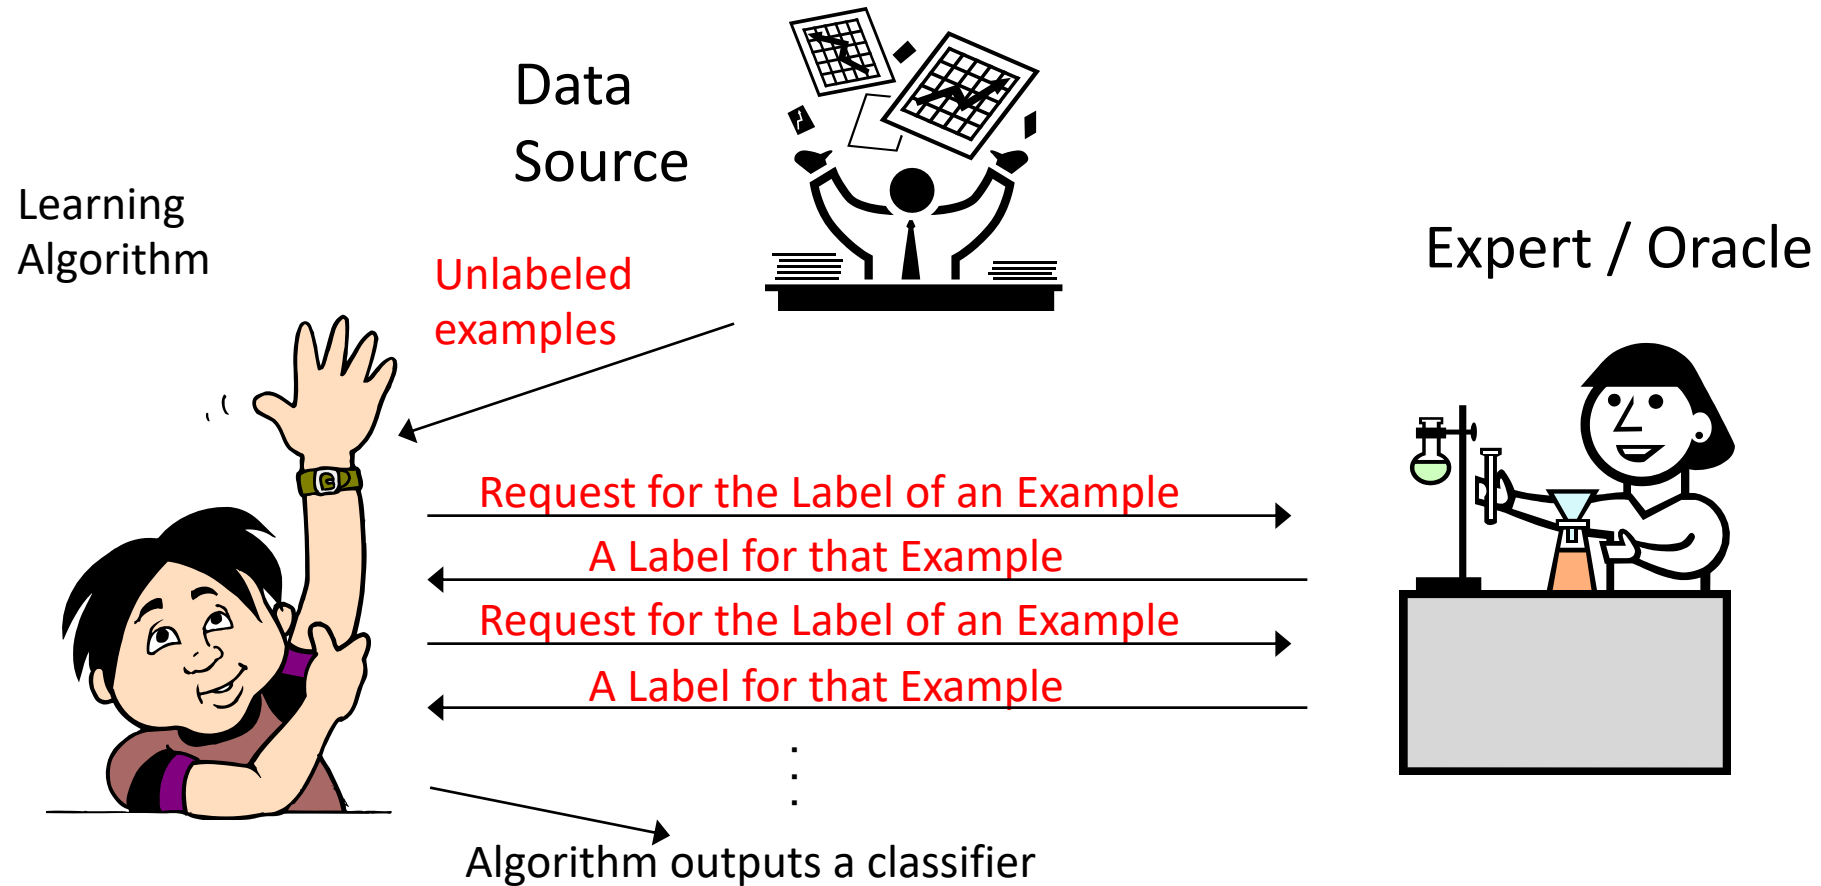 Data
Source
Learning
Algorithm
Expert / Oracle
Unlabeled
examples
Request for the Label of an Example
A Label for that Example
Request for the Label of an Example
A Label for that Example
.
.
.
Algorithm outputs a classifier